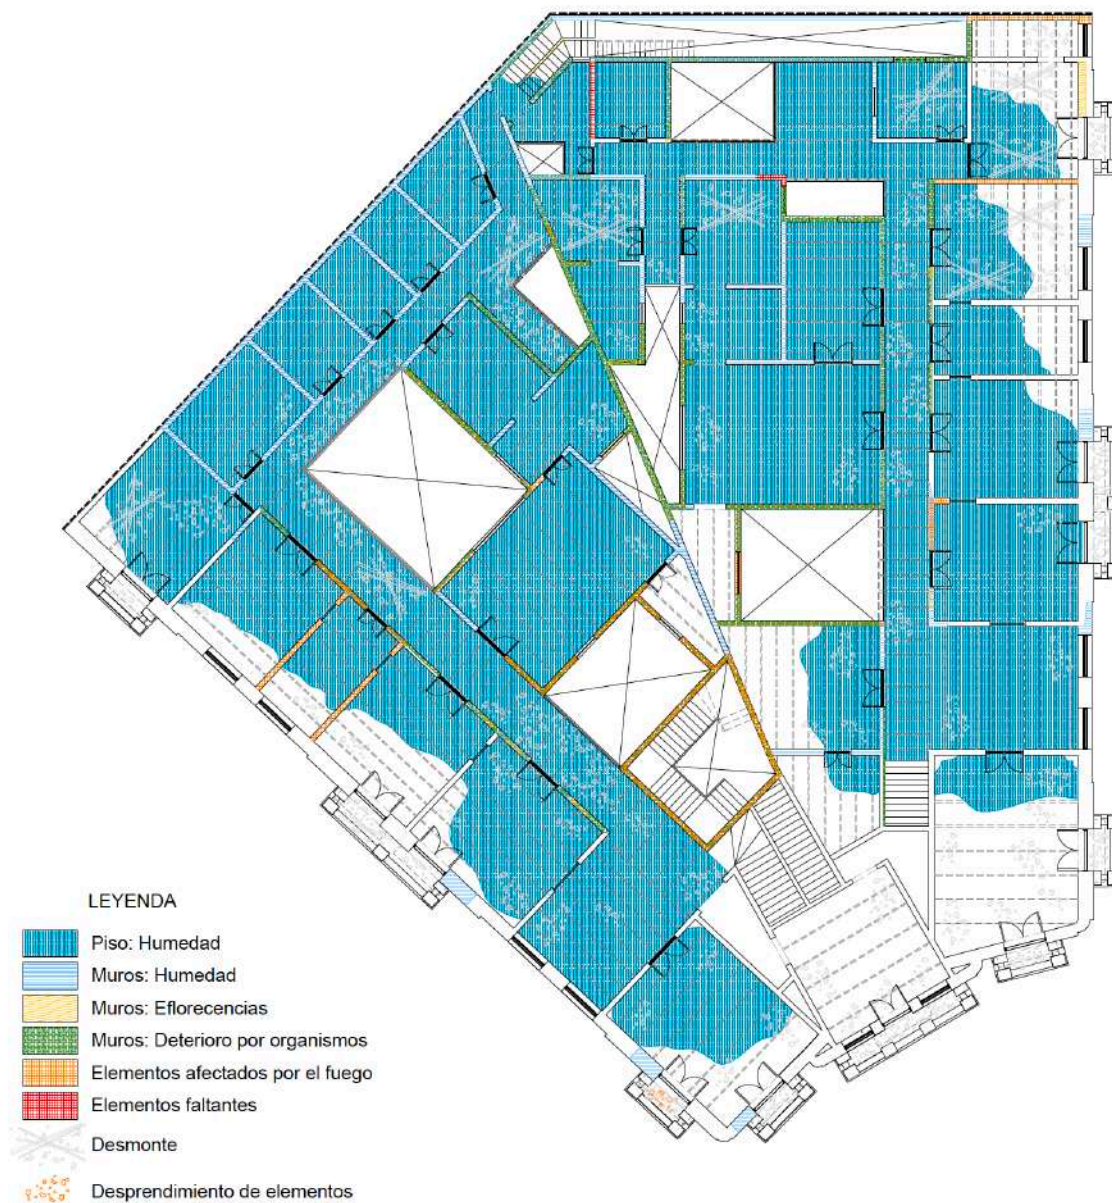 LEYENDA
Piso: Humedad
Muros: Humedad
Muros: Eflorecencias
Muros: Deterioro por organismos
Elementos afectados por el fuego
Elementos faltantes
Desmonte
Desprendimiento de elementos